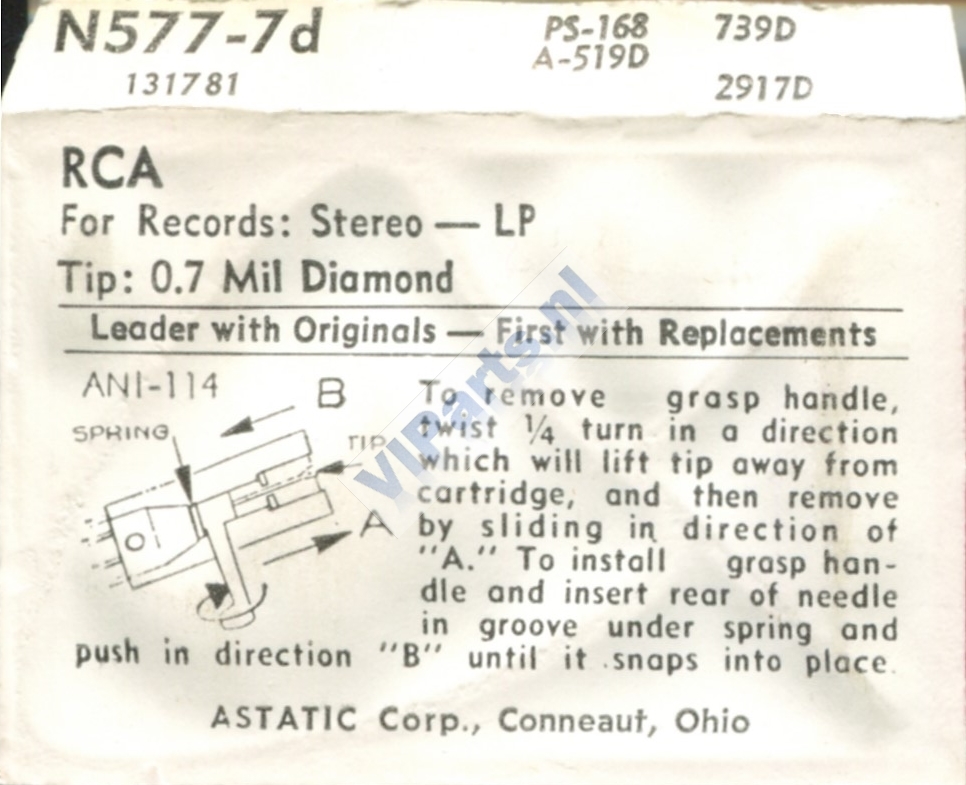 N577-7d
PS-168 739D
A-519D
131781 2917D
RCA
For Records: Stereo — LP
Tip: 0.7 Mil Diamond
Leader with Originals — First with Replacements
ANI-114
B
SPRING
TIP
A
To remove grasp handle,
twist ¼ turn in a direction
which will lift tip away from
cartridge, and then remove
by sliding in direction of
"A." To install grasp han-
dle and insert rear of needle
in groove under spring and
push in direction "B" until it snaps into place.
ASTATIC Corp., Conneaut, Ohio
VIParts.nl